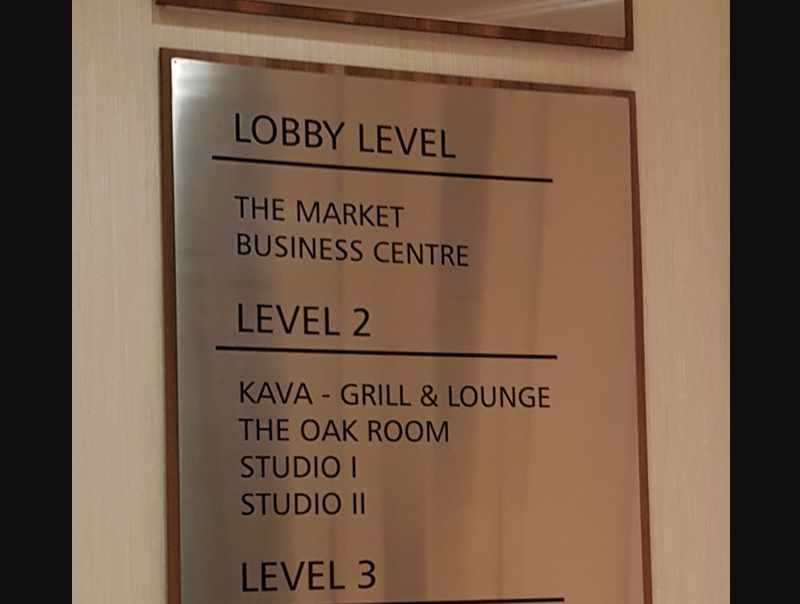 LOBBY LEVEL
THE MARKET
BUSINESS CENTRE
LEVEL 2
KAVA - GRILL & LOUNGE
THE OAK ROOM
STUDIO I
STUDIO II
LEVEL 3